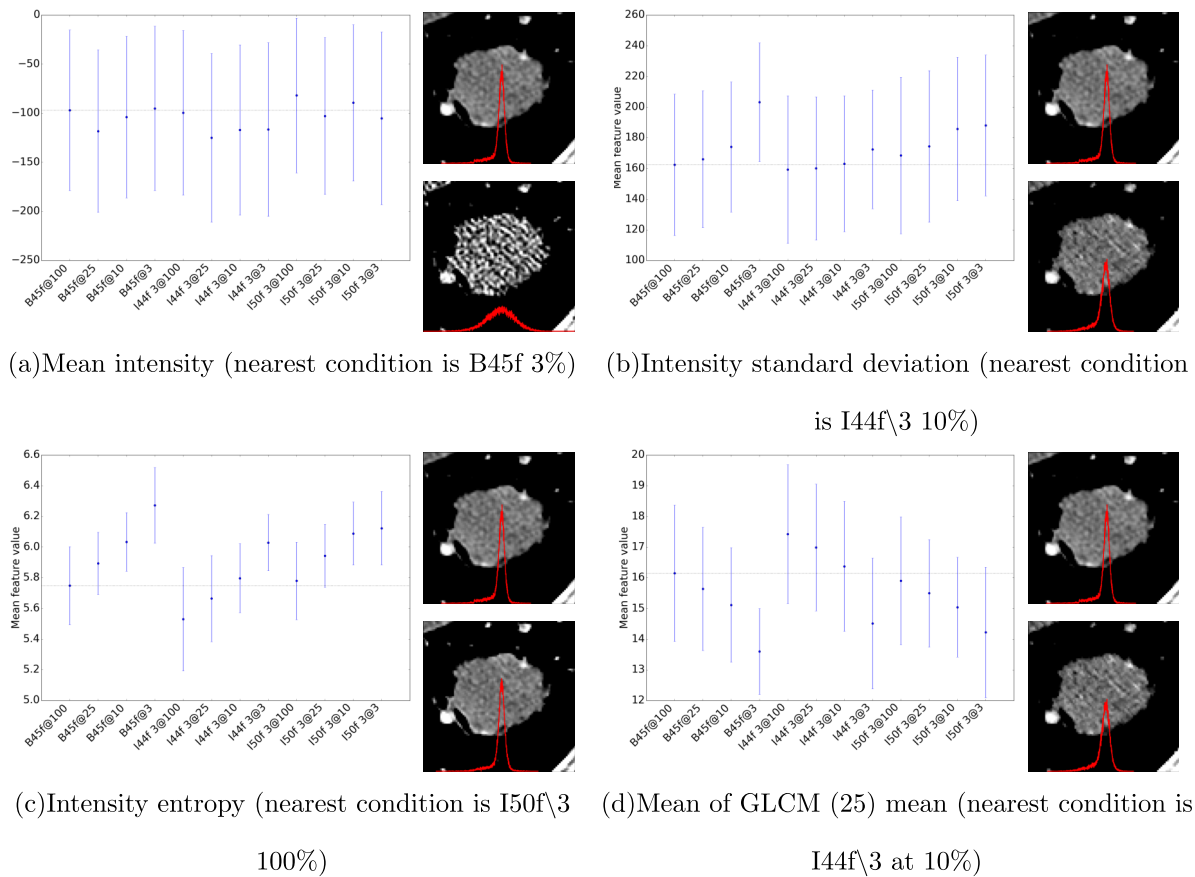 0
−50
−100
−150
−200
−250
B45f@100
B45f@25
B45f@10
B45f@3
I44f 3@100
I44f 3@25
I44f 3@10
I44f 3@3
I50f 3@100
I50f 3@25
I50f 3@10
I50f 3@3
(a)Mean intensity (nearest condition is B45f 3%)
Mean feature value
260
240
220
200
180
160
140
120
100
B45f@100
B45f@25
B45f@10
B45f@3
I44f 3@100
I44f 3@25
I44f 3@10
I44f 3@3
I50f 3@100
I50f 3@25
I50f 3@10
I50f 3@3
(b)Intensity standard deviation (nearest condition
is I44f\3 10%)
Mean feature value
6.6
6.4
6.2
6.0
5.8
5.6
5.4
5.2
5.0
B45f@100
B45f@25
B45f@10
B45f@3
I44f 3@100
I44f 3@25
I44f 3@10
I44f 3@3
I50f 3@100
I50f 3@25
I50f 3@10
I50f 3@3
(c)Intensity entropy (nearest condition is I50f\3
100%)
Mean feature value
20
19
18
17
16
15
14
13
12
B45f@100
B45f@25
B45f@10
B45f@3
I44f 3@100
I44f 3@25
I44f 3@10
I44f 3@3
I50f 3@100
I50f 3@25
I50f 3@10
I50f 3@3
(d)Mean of GLCM (25) mean (nearest condition is
I44f\3 at 10%)